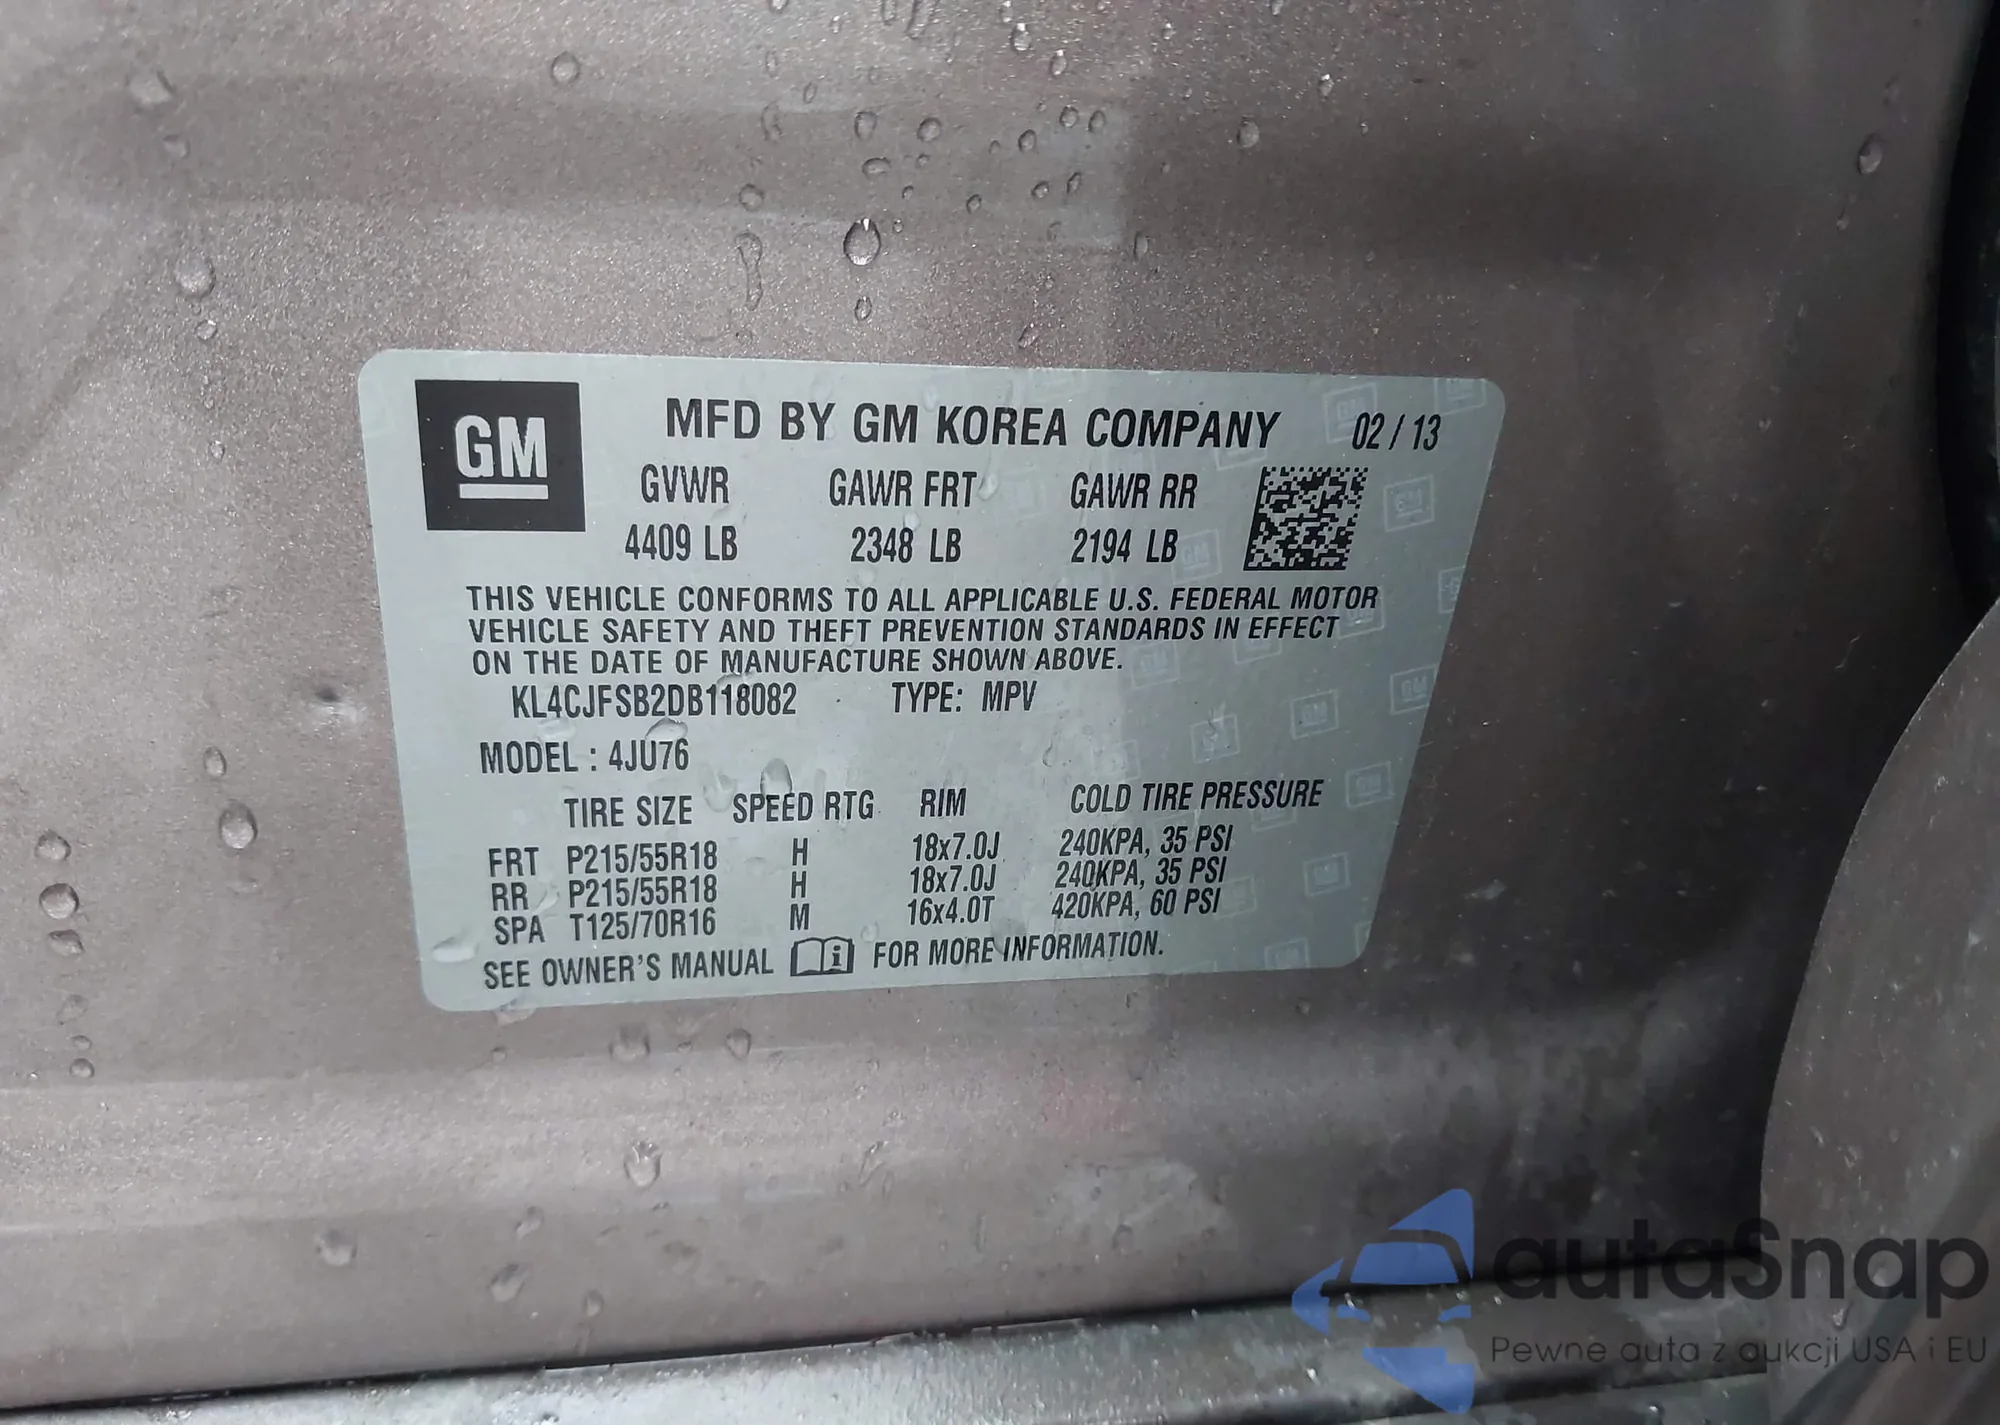 GM
MFD BY GM KOREA COMPANY 02 / 13
GVWR GAWR FRT GAWR RR
4409 LB 2348 LB 2194 LB
THIS VEHICLE CONFORMS TO ALL APPLICABLE U.S. FEDERAL MOTOR
VEHICLE SAFETY AND THEFT PREVENTION STANDARDS IN EFFECT
ON THE DATE OF MANUFACTURE SHOWN ABOVE.
KL4CJFSB2DB118082 TYPE: MPV
MODEL : 4JU76
TIRE SIZE SPEED RTG RIM COLD TIRE PRESSURE
FRT P215/55R18 H 18x7.0J 240KPA, 35 PSI
RR P215/55R18 H 18x7.0J 240KPA, 35 PSI
SPA T125/70R16 M 16x4.0T 420KPA, 60 PSI
SEE OWNER'S MANUAL FOR MORE INFORMATION.
autaSnap
Pewne auta z aukcji USA i EU